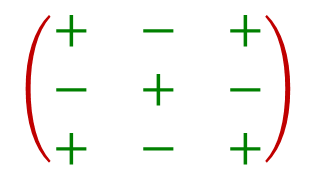 + − +
− + −
+ − +